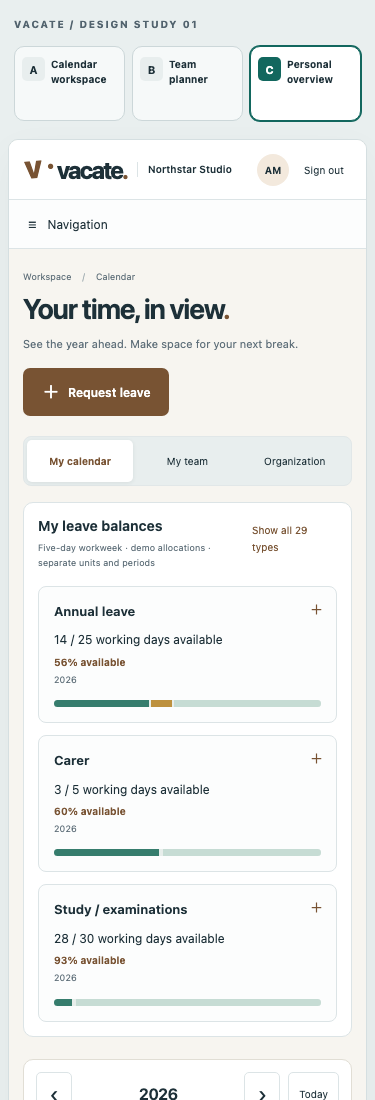 VACATE / DESIGN STUDY 01
A
Calendar
workspace
B
Team
planner
C
Personal
overview
vacate.
Northstar Studio
AM
Sign out
≡ Navigation
Workspace / Calendar
Your time, in view.
See the year ahead. Make space for your next break.
+ Request leave
My calendar
My team
Organization
My leave balances
Show all 29
types
Five-day workweek · demo allocations ·
separate units and periods
Annual leave +
14 / 25 working days available
56% available
2026
Carer +
3 / 5 working days available
60% available
2026
Study / examinations +
28 / 30 working days available
93% available
2026
‹ 2026 › Today